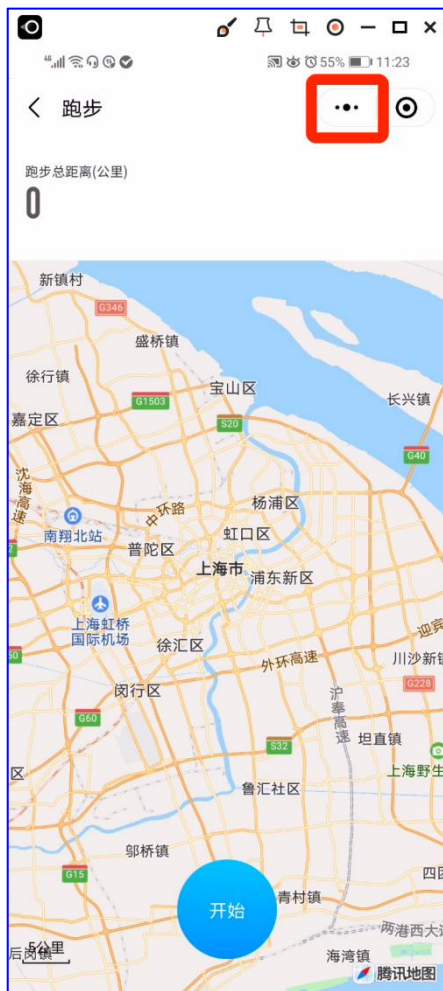 55% 11:23
跑步
跑步总距离(公里)
0
新镇村
G346
盛桥镇
徐行镇
G1503
宝山区
长兴镇
嘉定区
S20
G40
沈海高速
中环路
杨浦区
南翔北站
虹口区
普陀区
上海市
浦东新区
上海虹桥
国际机场
徐汇区
外环高速
川沙新
闵行区
G228
G60
沪奉高速
S32
坦直镇
上海野生
区
鲁汇社区
邬桥镇
G15
四团
开始
青村镇
两港西大道
5公里
海湾镇
腾讯地图